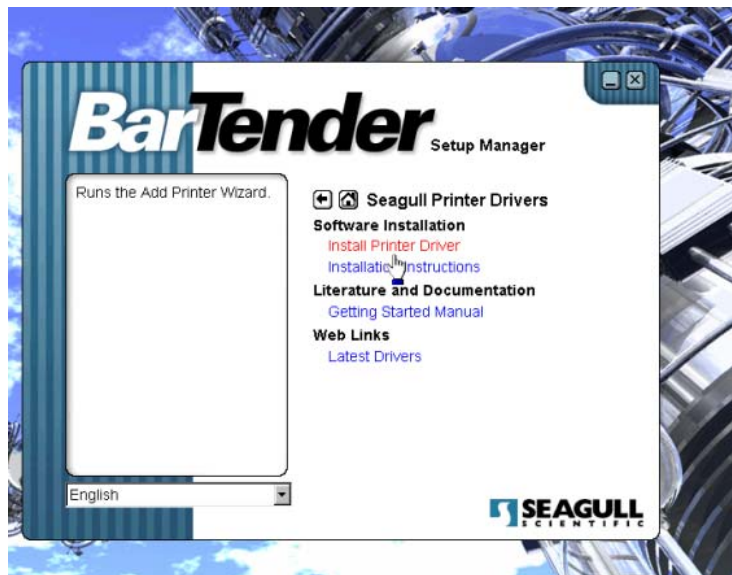 BarTender
Setup Manager
Runs the Add Printer Wizard.
Seagull Printer Drivers
Software Installation
Install Printer Driver
Installation Instructions
Literature and Documentation
Getting Started Manual
Web Links
Latest Drivers
English
SEAGULL
SCIENTIFIC